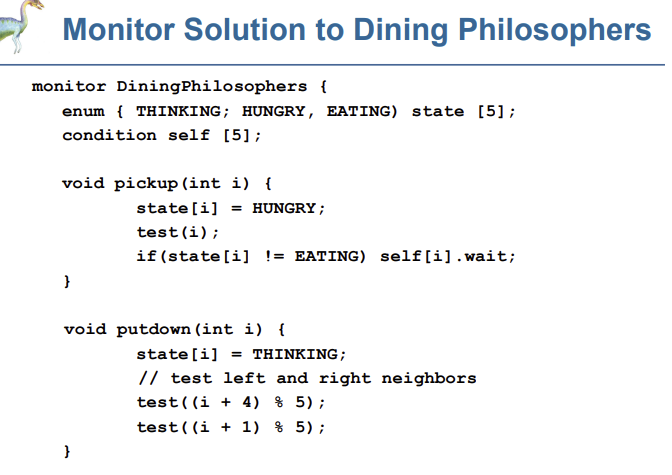 Monitor Solution to Dining Philosophers
monitor DiningPhilosophers {
enum { THINKING; HUNGRY, EATING) state [5];
condition self [5];
void pickup(int i) {
state[i] = HUNGRY;
test(i);
if(state[i] != EATING) self[i].wait;
}
void putdown(int i) {
state[i] = THINKING;
// test left and right neighbors
test((i + 4) % 5);
test((i + 1) % 5);
}